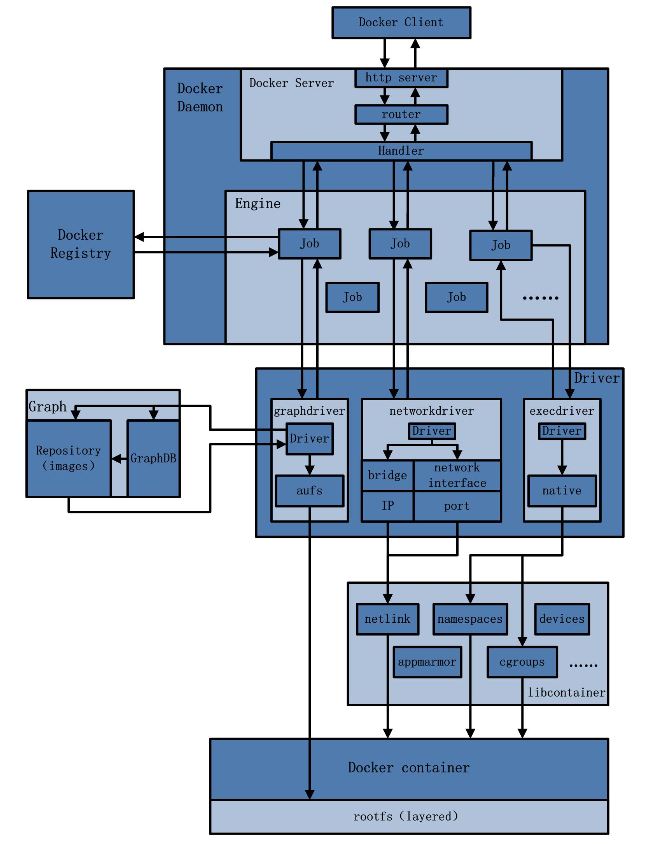 Docker Client
Docker
Daemon
Docker Server
http server
router
Handler
Docker
Registry
Engine
Job
Job
Job
Job
Job
......
Driver
Graph
Repository
(images)
GraphDB
graphdriver
Driver
aufs
networkdriver
Driver
bridge
network
interface
IP
port
execdriver
Driver
native
netlink
namespaces
devices
appmarmor
cgroups
......
libcontainer
Docker container
rootfs (layered)